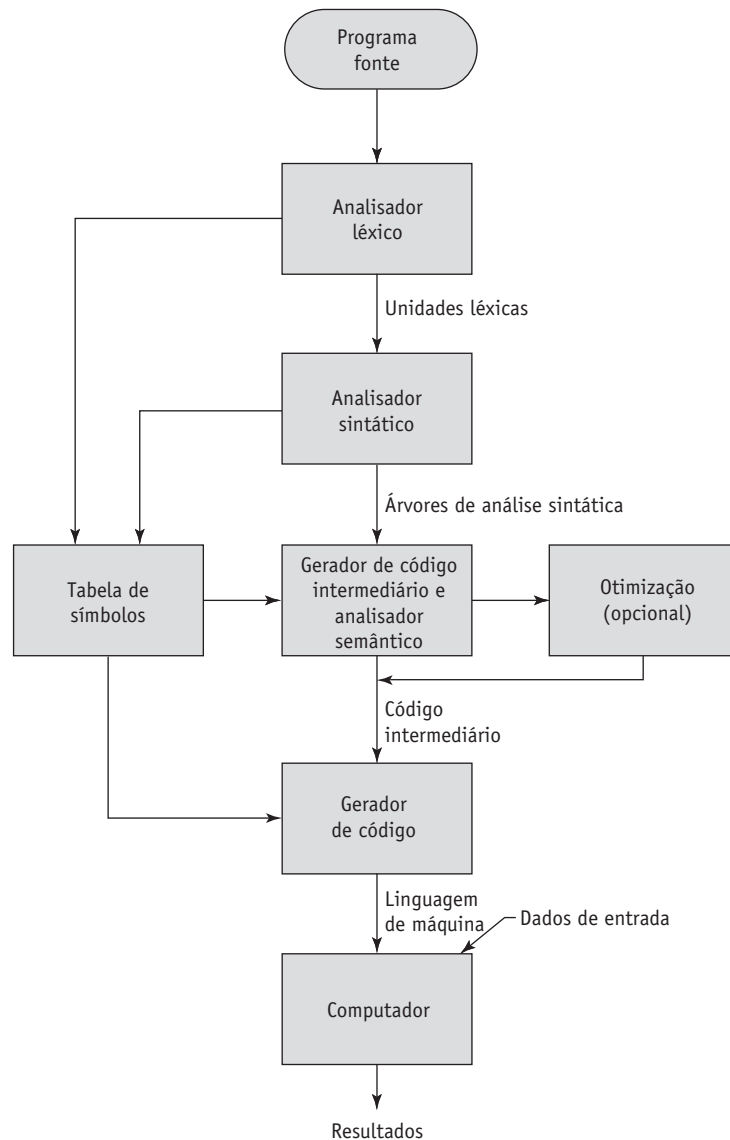 Programa
fonte
Analisador
léxico
Unidades léxicas
Analisador
sintático
Árvores de análise sintática
Tabela de
símbolos
Gerador de código
intermediário e
analisador
semântico
Otimização
(opcional)
Código
intermediário
Gerador
de código
Linguagem
de máquina
Dados de entrada
Computador
Resultados